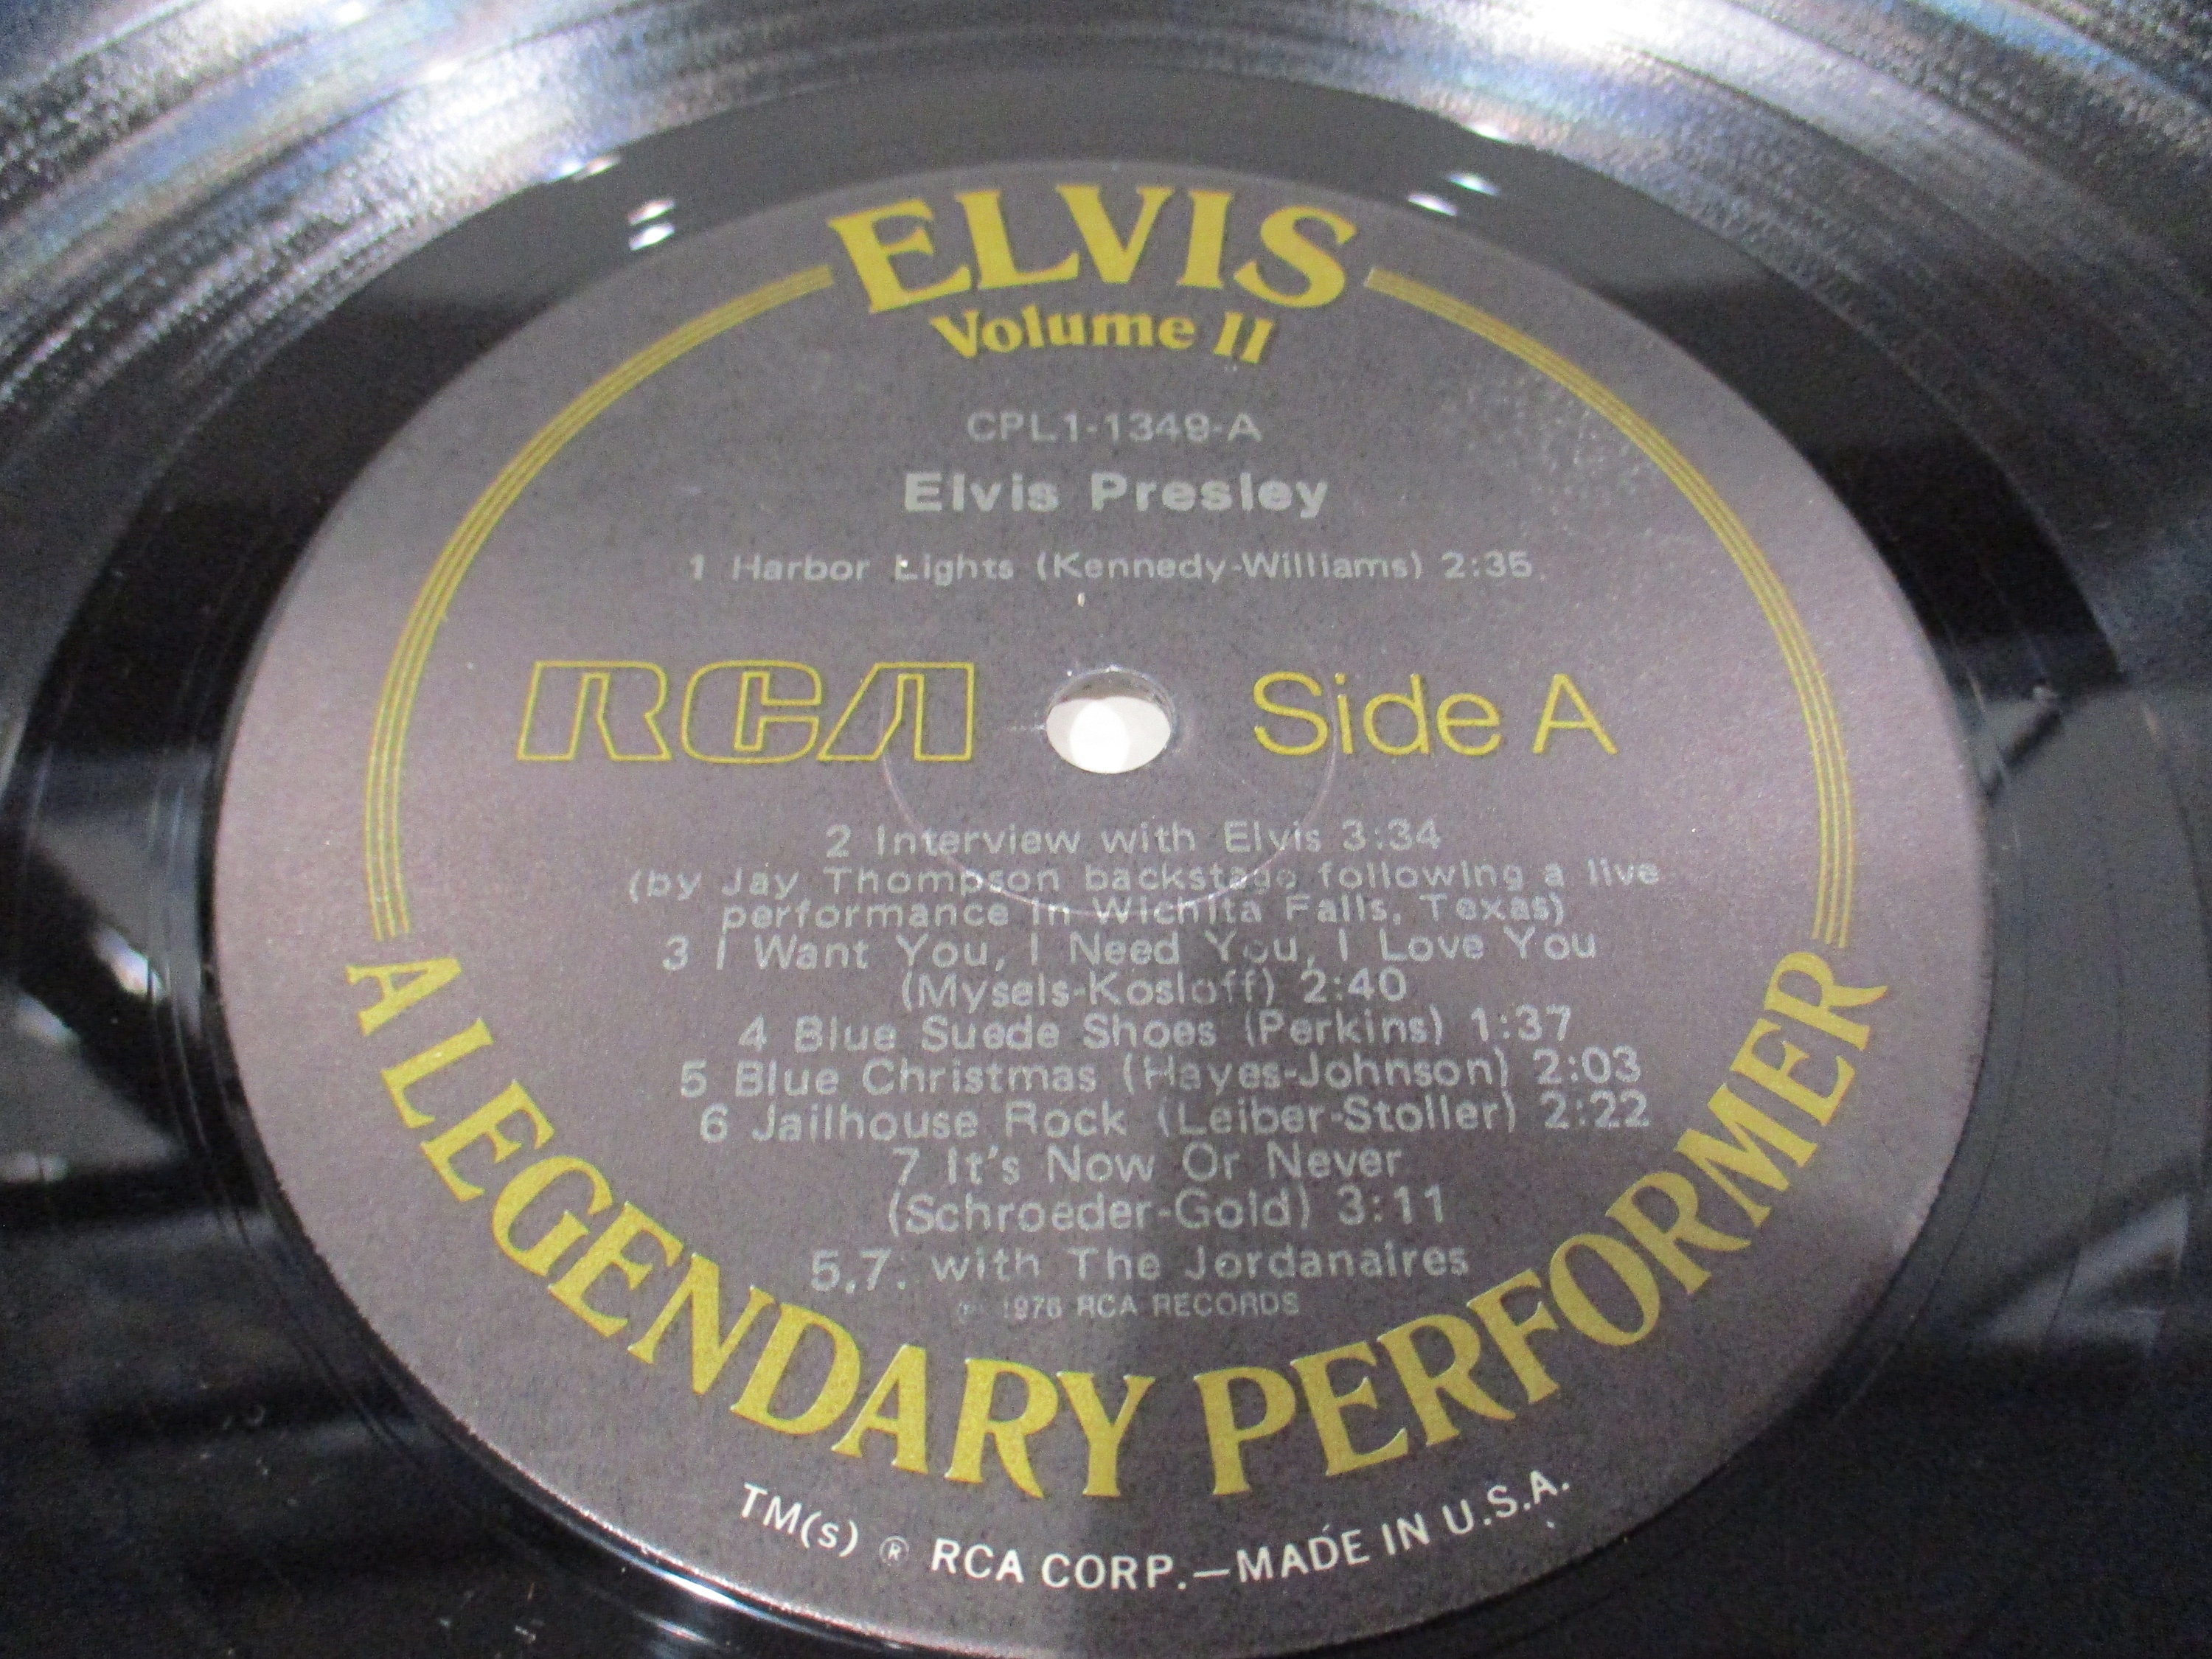 ELVIS
Volume II
CPL1-1349-A
Elvis Presley
1 Harbor Lights (Kennedy-Williams) 2:35
RCA Side A
2 Interview with Elvis 3:34
(by Jay Thompson backstage following a live
performance in Wichita Falls, Texas)
3 I Want You, I Need You, I Love You
(Mysels-Kosloff) 2:40
4 Blue Suede Shoes (Perkins) 1:37
5 Blue Christmas (Hayes-Johnson) 2:03
6 Jailhouse Rock (Leiber-Stoller) 2:22
7 It's Now Or Never
(Schroeder-Gold) 3:11
5,7. with The Jordanaires
1976 RCA RECORDS
A LEGENDARY PERFORMER
TM(s) ® RCA CORP.—MADE IN U.S.A.